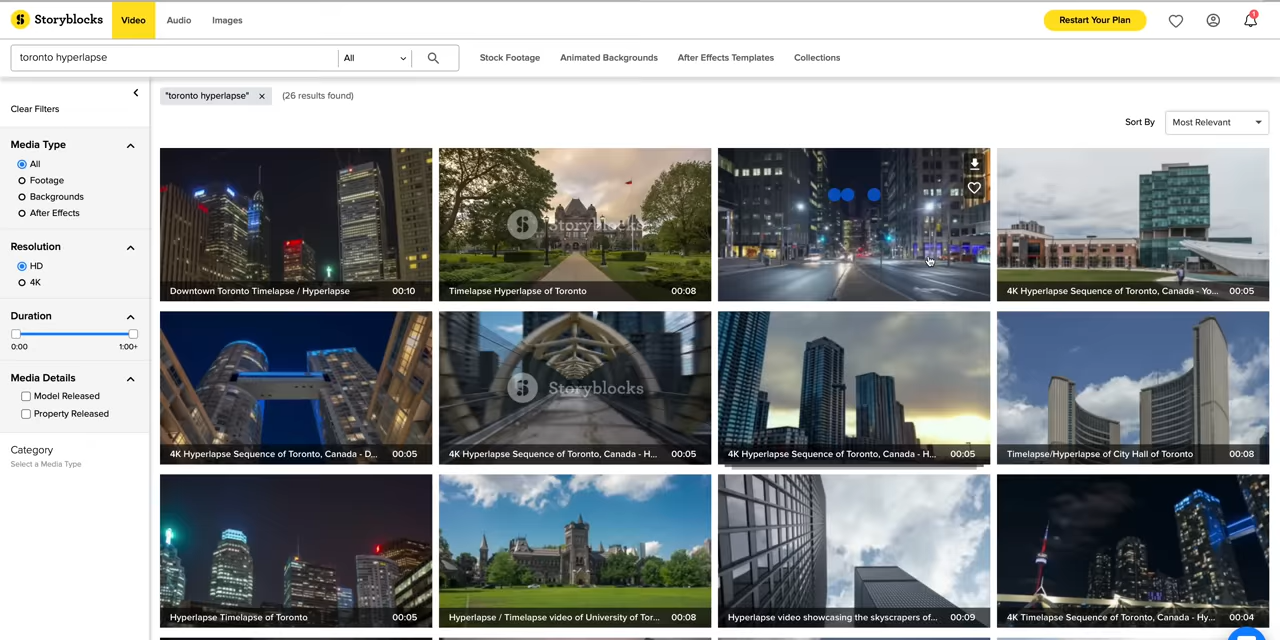 Storyblocks
Video
Audio
Images
Restart Your Plan
1
toronto hyperlapse
All
Stock Footage
Animated Backgrounds
After Effects Templates
Collections
"toronto hyperlapse" ×
(26 results found)
Clear Filters
Sort By
Most Relevant
Media Type
All
Footage
Backgrounds
After Effects
Resolution
HD
4K
Duration
0:00
1:00+
Media Details
Model Released
Property Released
Category
Select a Media Type
Downtown Toronto Timelapse / Hyperlapse 00:10
Storyblocks
Timelapse Hyperlapse of Toronto 00:08
4K Hyperlapse Sequence of Toronto, Canada - Yo... 00:05
4K Hyperlapse Sequence of Toronto, Canada - D... 00:05
Storyblocks
4K Hyperlapse Sequence of Toronto, Canada - H... 00:05
4K Hyperlapse Sequence of Toronto, Canada - H... 00:05
Timelapse/Hyperlapse of City Hall of Toronto 00:08
Hyperlapse Timelapse of Toronto 00:05
Hyperlapse / Timelapse video of University of Tor... 00:08
Hyperlapse video showcasing the skyscrapers of... 00:09
4K Timelapse Sequence of Toronto, Canada - Hy... 00:04